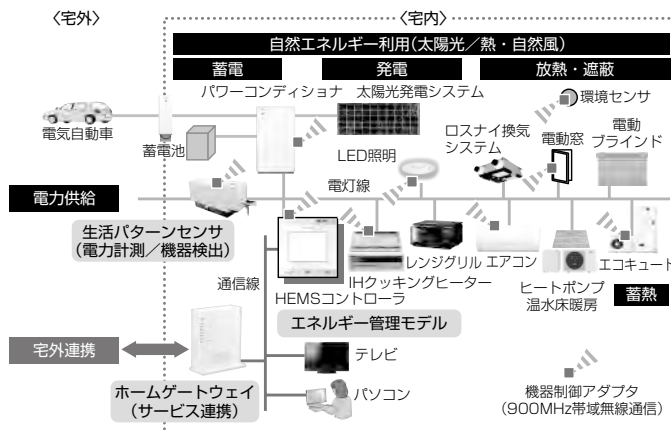 〈宅外〉
〈宅内〉
自然エネルギー利用(太陽光／熱・自然風)
蓄電
発電
放熱・遮蔽
パワーコンディショナ
太陽光発電システム
環境センサ
電気自動車
蓄電池
LED照明
ロスナイ換気
システム
電動窓
電動
ブラインド
電力供給
電灯線
生活パターンセンサ
(電力計測／機器検出)
レンジグリル
エアコン
エコキュート
通信線
IHクッキングヒーター
HEMSコントローラ
ヒートポンプ
温水床暖房
蓄熱
エネルギー管理モデル
宅外連携
テレビ
ホームゲートウェイ
(サービス連携)
パソコン
機器制御アダプタ
(900MHz帯域無線通信)